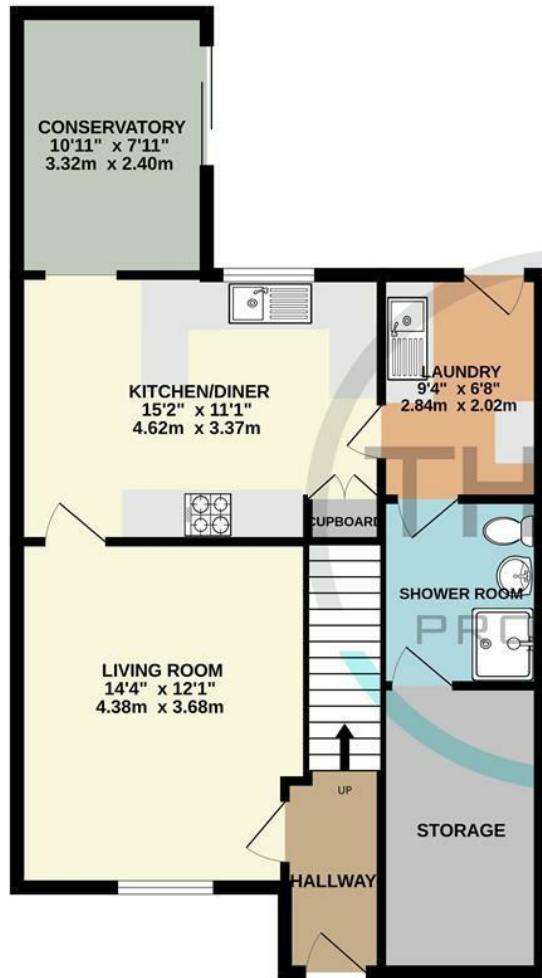 CONSERVATORY
10'11" x 7'11"
3.32m x 2.40m
KITCHEN/DINER
15'2" x 11'1"
4.62m x 3.37m
LAUNDRY
9'4" x 6'8"
2.84m x 2.02m
TH
CUPBOARD
SHOWER ROOM
PRO
LIVING ROOM
14'4" x 12'1"
4.38m x 3.68m
UP
STORAGE
HALLWAY